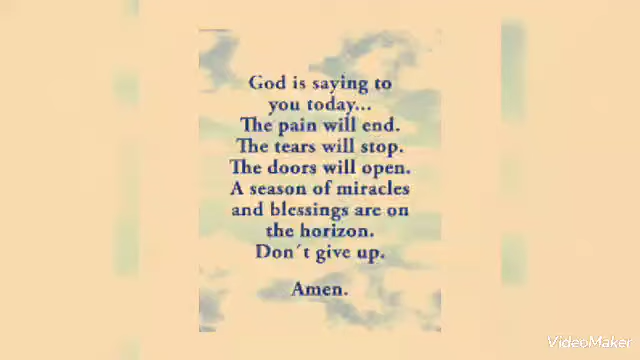 God is saying to
you today...
The pain will end.
The tears will stop.
The doors will open.
A season of miracles
and blessings are on
the horizon.
Don´t give up.
Amen.
VideoMaker